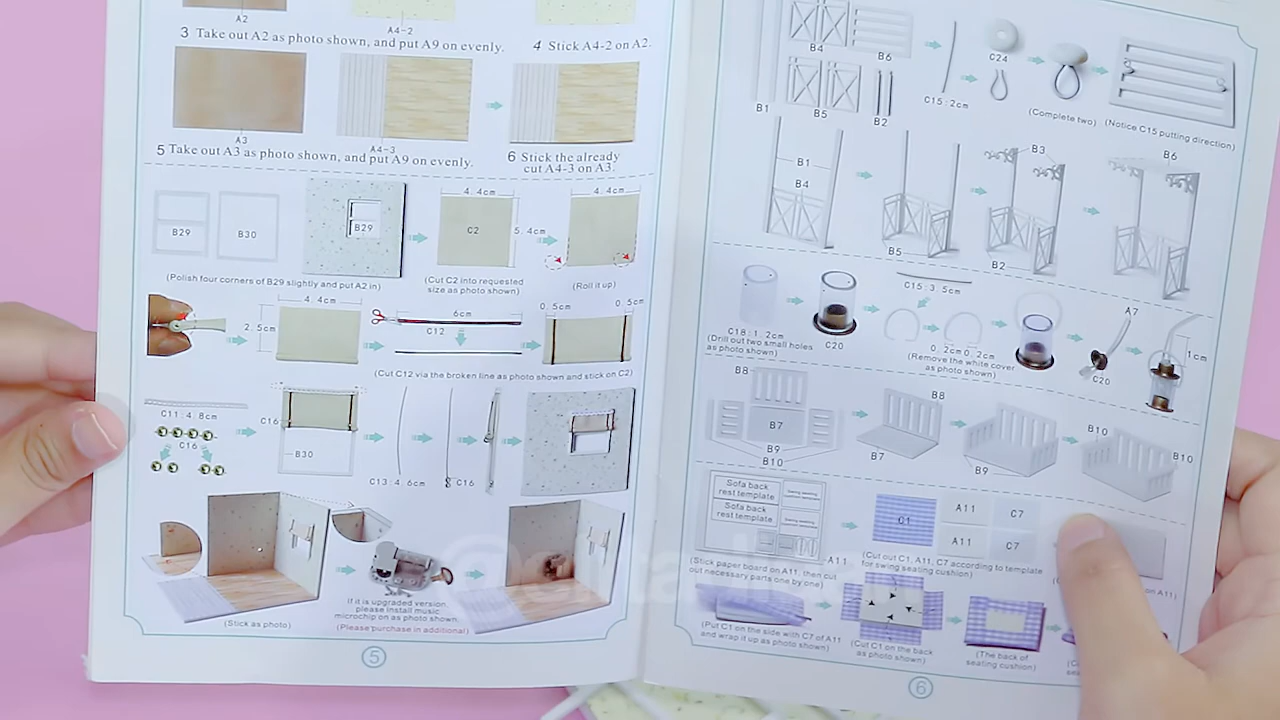 A2
A4-2
3 Take out A2 as photo shown, and put A9 on evenly.
4 Stick A4-2 on A2.
A3
A4-3
5 Take out A3 as photo shown, and put A9 on evenly.
6 Stick the already
cut A4-3 on A3.
B29
B30
B29
4.4cm
C2
5.4cm
4.4cm
(Polish four corners of B29 slightly and put A2 in)
(Cut C2 into requested
size as photo shown)
(Roll it up)
4.4cm
2.5cm
6cm
C12
0.5cm
0.5cm
(Cut C12 via the broken line as photo shown and stick on C2)
C11:4.8cm
C16
C16
B30
C13:4.6cm
C16
(Stick as photo)
If it is upgraded version,
please install music
microchip on as photo shown.
(Please purchase in additional)
5
B4
B6
C24
B1
B5
B2
C15:2cm
(Complete two)
(Notice C15 putting direction)
B1
B4
B5
B3
B2
B6
C18:1.2cm
(Drill out two small holes
as photo shown)
C20
C15:3.5cm
0.2cm 0.2cm
(Remove the white cover
as photo shown)
A7
C20
1cm
B8
B7
B9
B10
B8
B7
B9
B10
B10
Sofa back
rest template
Sofa back
rest template
A11
(Stick paper board on A11, then cut
out necessary parts one by one)
C1
A11
C7
A11
C7
(Cut out C1, A11, C7 according to template
for swing seating cushion)
on A11)
(Put C1 on the side with C7 of A11
and wrap it up as photo shown)
(Cut C1 on the back
as photo shown)
(The back of
seating cushion)
6